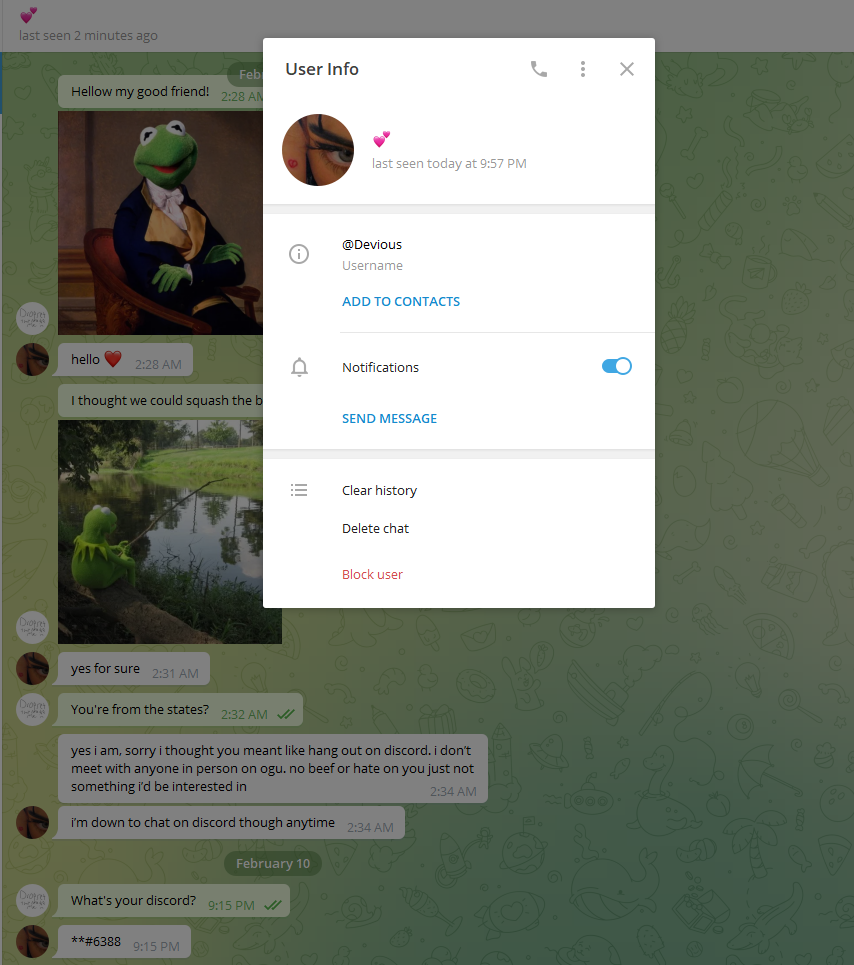 💕
last seen 2 minutes ago
Hellow my good friend! 2:28 AM
hello ❤️ 2:28 AM
I thought we could squash the
yes for sure 2:31 AM
You're from the states? 2:32 AM
yes i am, sorry i thought you meant like hang out on discord. i don't
meet with anyone in person on ogu. no beef or hate on you just not
something i'd be interested in 2:34 AM
i'm down to chat on discord though anytime 2:34 AM
February 10
What's your discord? 9:15 PM
**#6388 9:15 PM
User Info
💕
last seen today at 9:57 PM
@Devious
Username
ADD TO CONTACTS
Notifications
SEND MESSAGE
Clear history
Delete chat
Block user